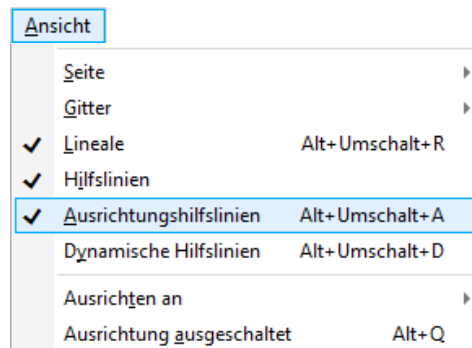 Ansicht
Seite
Gitter
Lineale Alt+Umschalt+R
Hilfslinien
Ausrichtungshilfslinien Alt+Umschalt+A
Dynamische Hilfslinien Alt+Umschalt+D
Ausrichten an
Ausrichtung ausgeschaltet Alt+Q